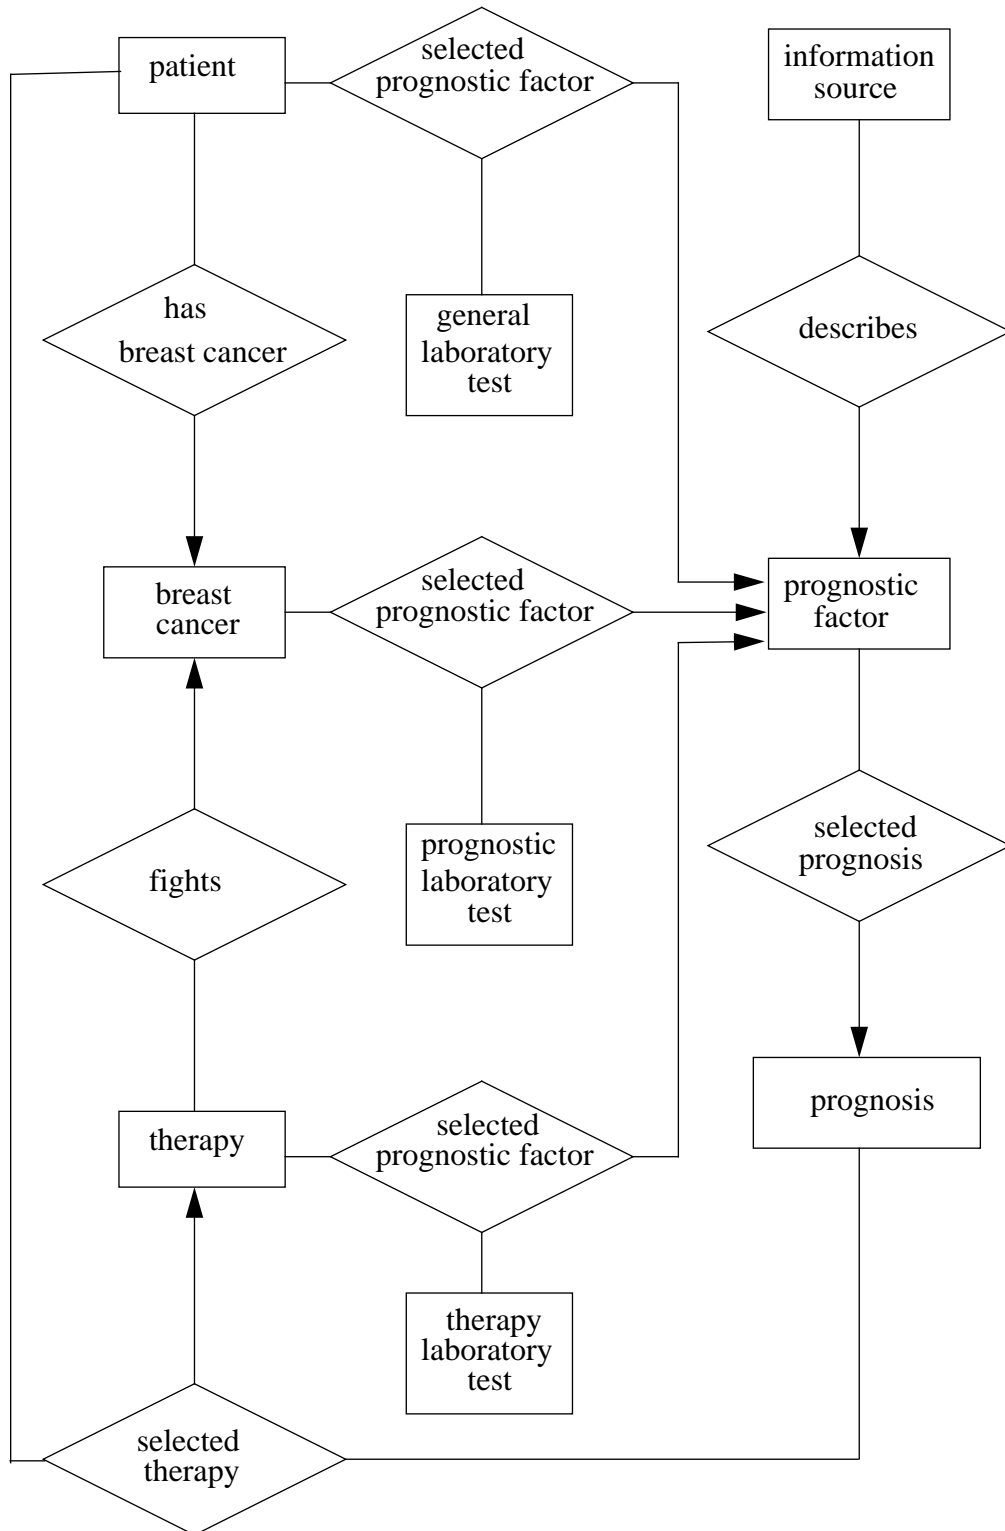 patient
selected
prognostic factor
information
source
has
breast cancer
general
laboratory
test
describes
breast
cancer
selected
prognostic factor
prognostic
factor
fights
prognostic
laboratory
test
selected
prognosis
therapy
selected
prognostic factor
prognosis
therapy
laboratory
test
selected
therapy